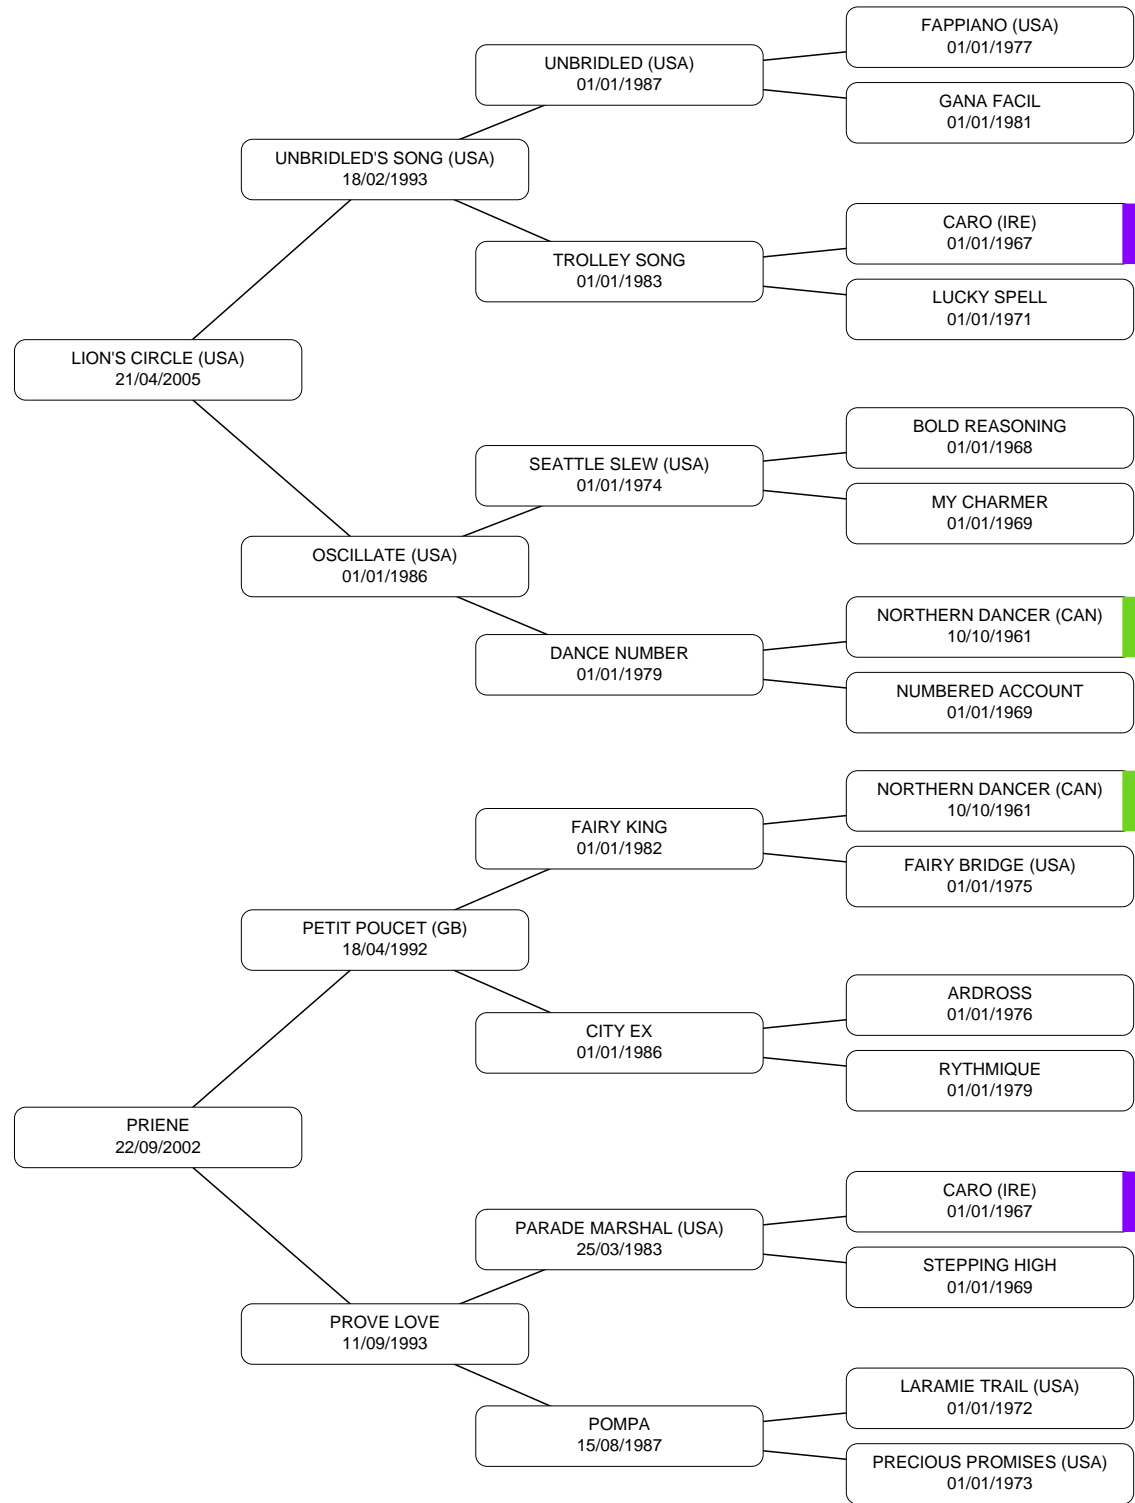 FAPPIANO (USA)
01/01/1977
UNBRIDLED (USA)
01/01/1987
GANA FACIL
01/01/1981
UNBRIDLED'S SONG (USA)
18/02/1993
CARO (IRE)
01/01/1967
TROLLEY SONG
01/01/1983
LUCKY SPELL
01/01/1971
LION'S CIRCLE (USA)
21/04/2005
BOLD REASONING
01/01/1968
SEATTLE SLEW (USA)
01/01/1974
MY CHARMER
01/01/1969
OSCILLATE (USA)
01/01/1986
NORTHERN DANCER (CAN)
10/10/1961
DANCE NUMBER
01/01/1979
NUMBERED ACCOUNT
01/01/1969
NORTHERN DANCER (CAN)
10/10/1961
FAIRY KING
01/01/1982
FAIRY BRIDGE (USA)
01/01/1975
PETIT POUCET (GB)
18/04/1992
ARDROSS
01/01/1976
CITY EX
01/01/1986
RYTHMIQUE
01/01/1979
PRIENE
22/09/2002
CARO (IRE)
01/01/1967
PARADE MARSHAL (USA)
25/03/1983
STEPPING HIGH
01/01/1969
PROVE LOVE
11/09/1993
LARAMIE TRAIL (USA)
01/01/1972
POMPA
15/08/1987
PRECIOUS PROMISES (USA)
01/01/1973